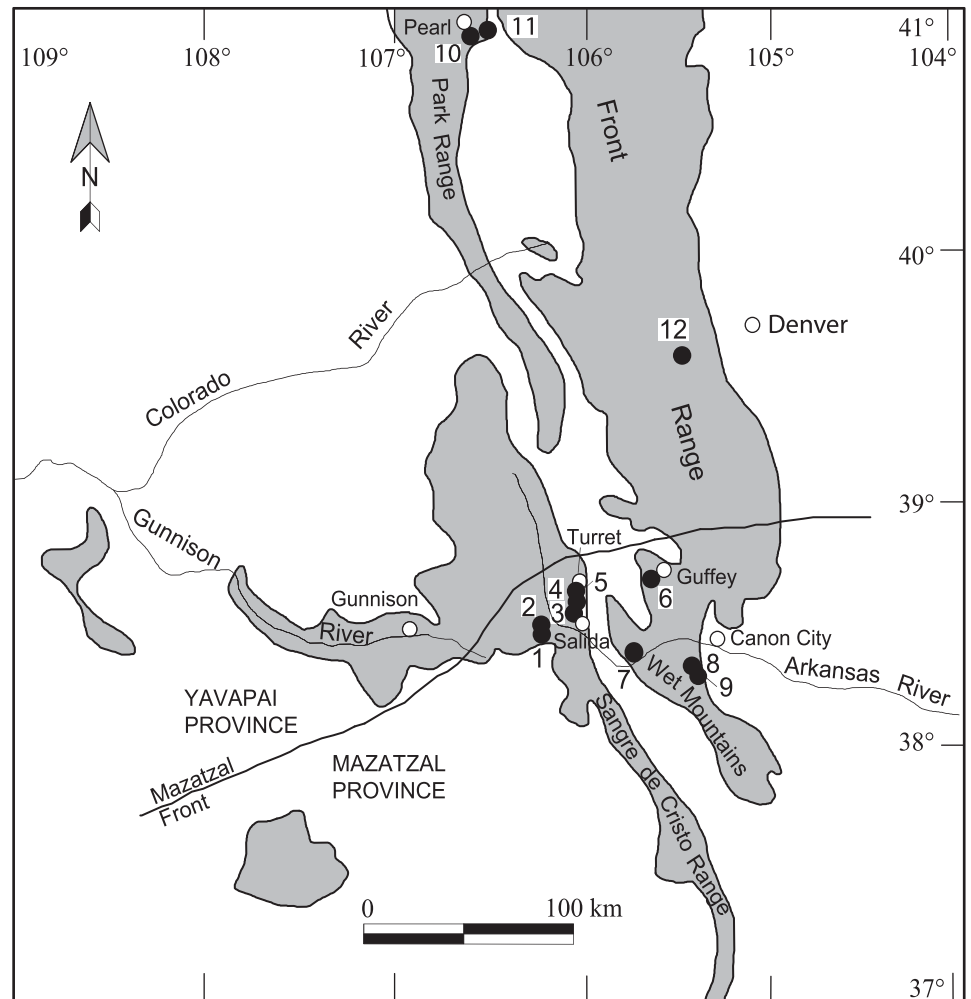 Pearl
11
41°
109°
108°
107°
10
106°
105°
104°
Park Range
Front
N
40°
River
12
Denver
Colorado
Range
39°
Gunnison
Turret
Gunnison
4
5
Guffey
2
3
6
River
Salida
Canon City
1
7
Wet Mountains
8
9
Arkansas River
YAVAPAI
PROVINCE
Sangre de Cristo Range
38°
MAZATZAL
PROVINCE
Mazatzal
Front
0
100 km
37°